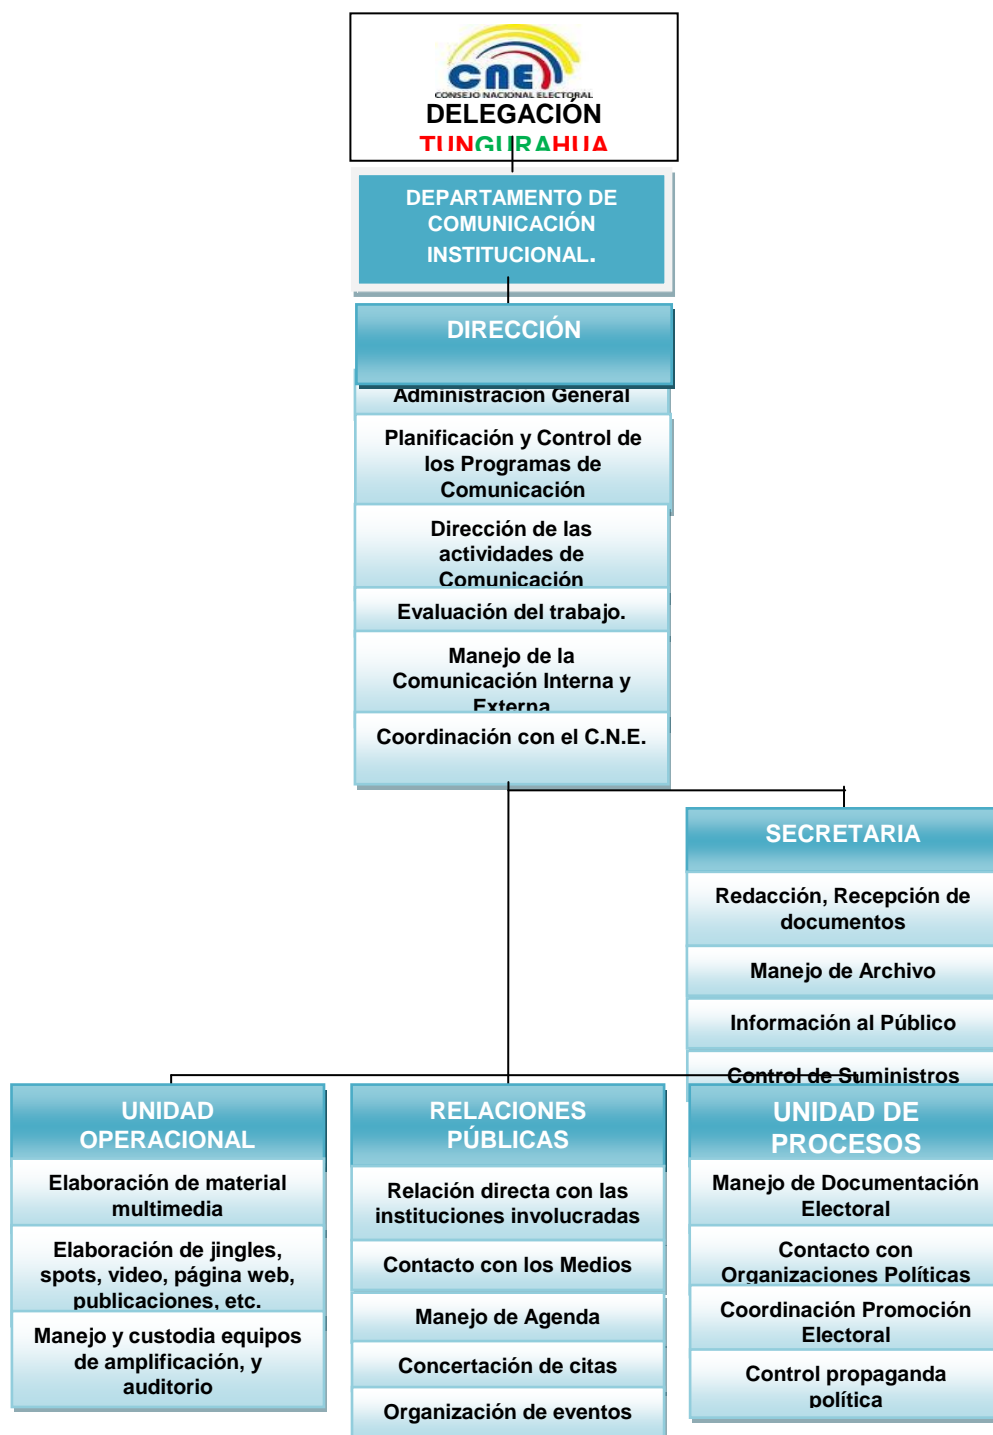 CNE
CONSEJO NACIONAL ELECTORAL
DELEGACIÓN
TUNGURAHUA
DEPARTAMENTO DE
COMUNICACIÓN
INSTITUCIONAL.
DIRECCIÓN
Administración General
Planificación y Control de
los Programas de
Comunicación
Dirección de las
actividades de
Comunicación
Evaluación del trabajo.
Manejo de la
Comunicación Interna y
Externa
Coordinación con el C.N.E.
SECRETARIA
Redacción, Recepción de
documentos
Manejo de Archivo
Información al Público
Control de Suministros
UNIDAD
OPERACIONAL
Elaboración de material
multimedia
Elaboración de jingles,
spots, video, página web,
publicaciones, etc.
Manejo y custodia equipos
de amplificación, y
auditorio
RELACIONES
PÚBLICAS
Relación directa con las
instituciones involucradas
Contacto con los Medios
Manejo de Agenda
Concertación de citas
Organización de eventos
UNIDAD DE
PROCESOS
Manejo de Documentación
Electoral
Contacto con
Organizaciones Políticas
Coordinación Promoción
Electoral
Control propaganda
política